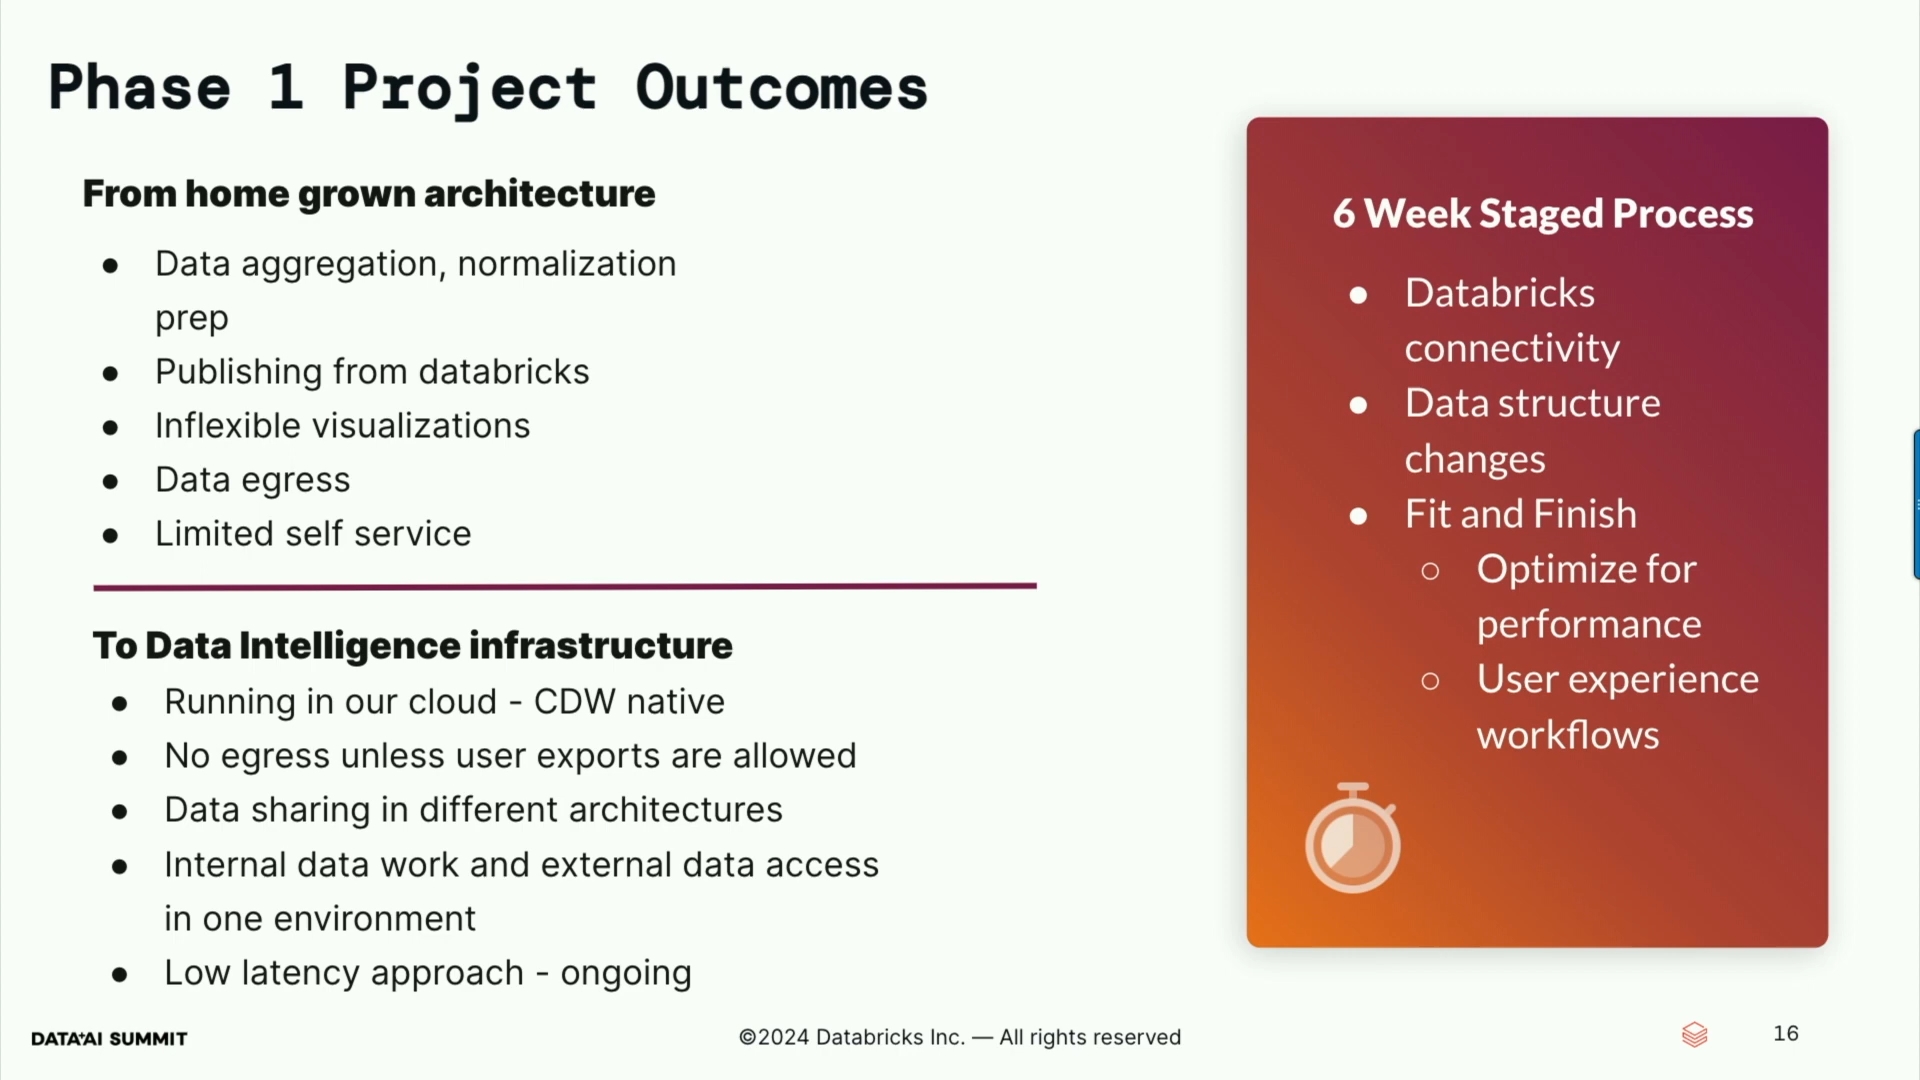 Phase 1 Project Outcomes
From home grown architecture
● Data aggregation, normalization
prep
● Publishing from databricks
● Inflexible visualizations
● Data egress
● Limited self service
To Data Intelligence infrastructure
● Running in our cloud - CDW native
● No egress unless user exports are allowed
● Data sharing in different architectures
● Internal data work and external data access
in one environment
● Low latency approach - ongoing
6 Week Staged Process
● Databricks
connectivity
● Data structure
changes
● Fit and Finish
○ Optimize for
performance
○ User experience
workflows
DATA+AI SUMMIT
©2024 Databricks Inc. — All rights reserved
16